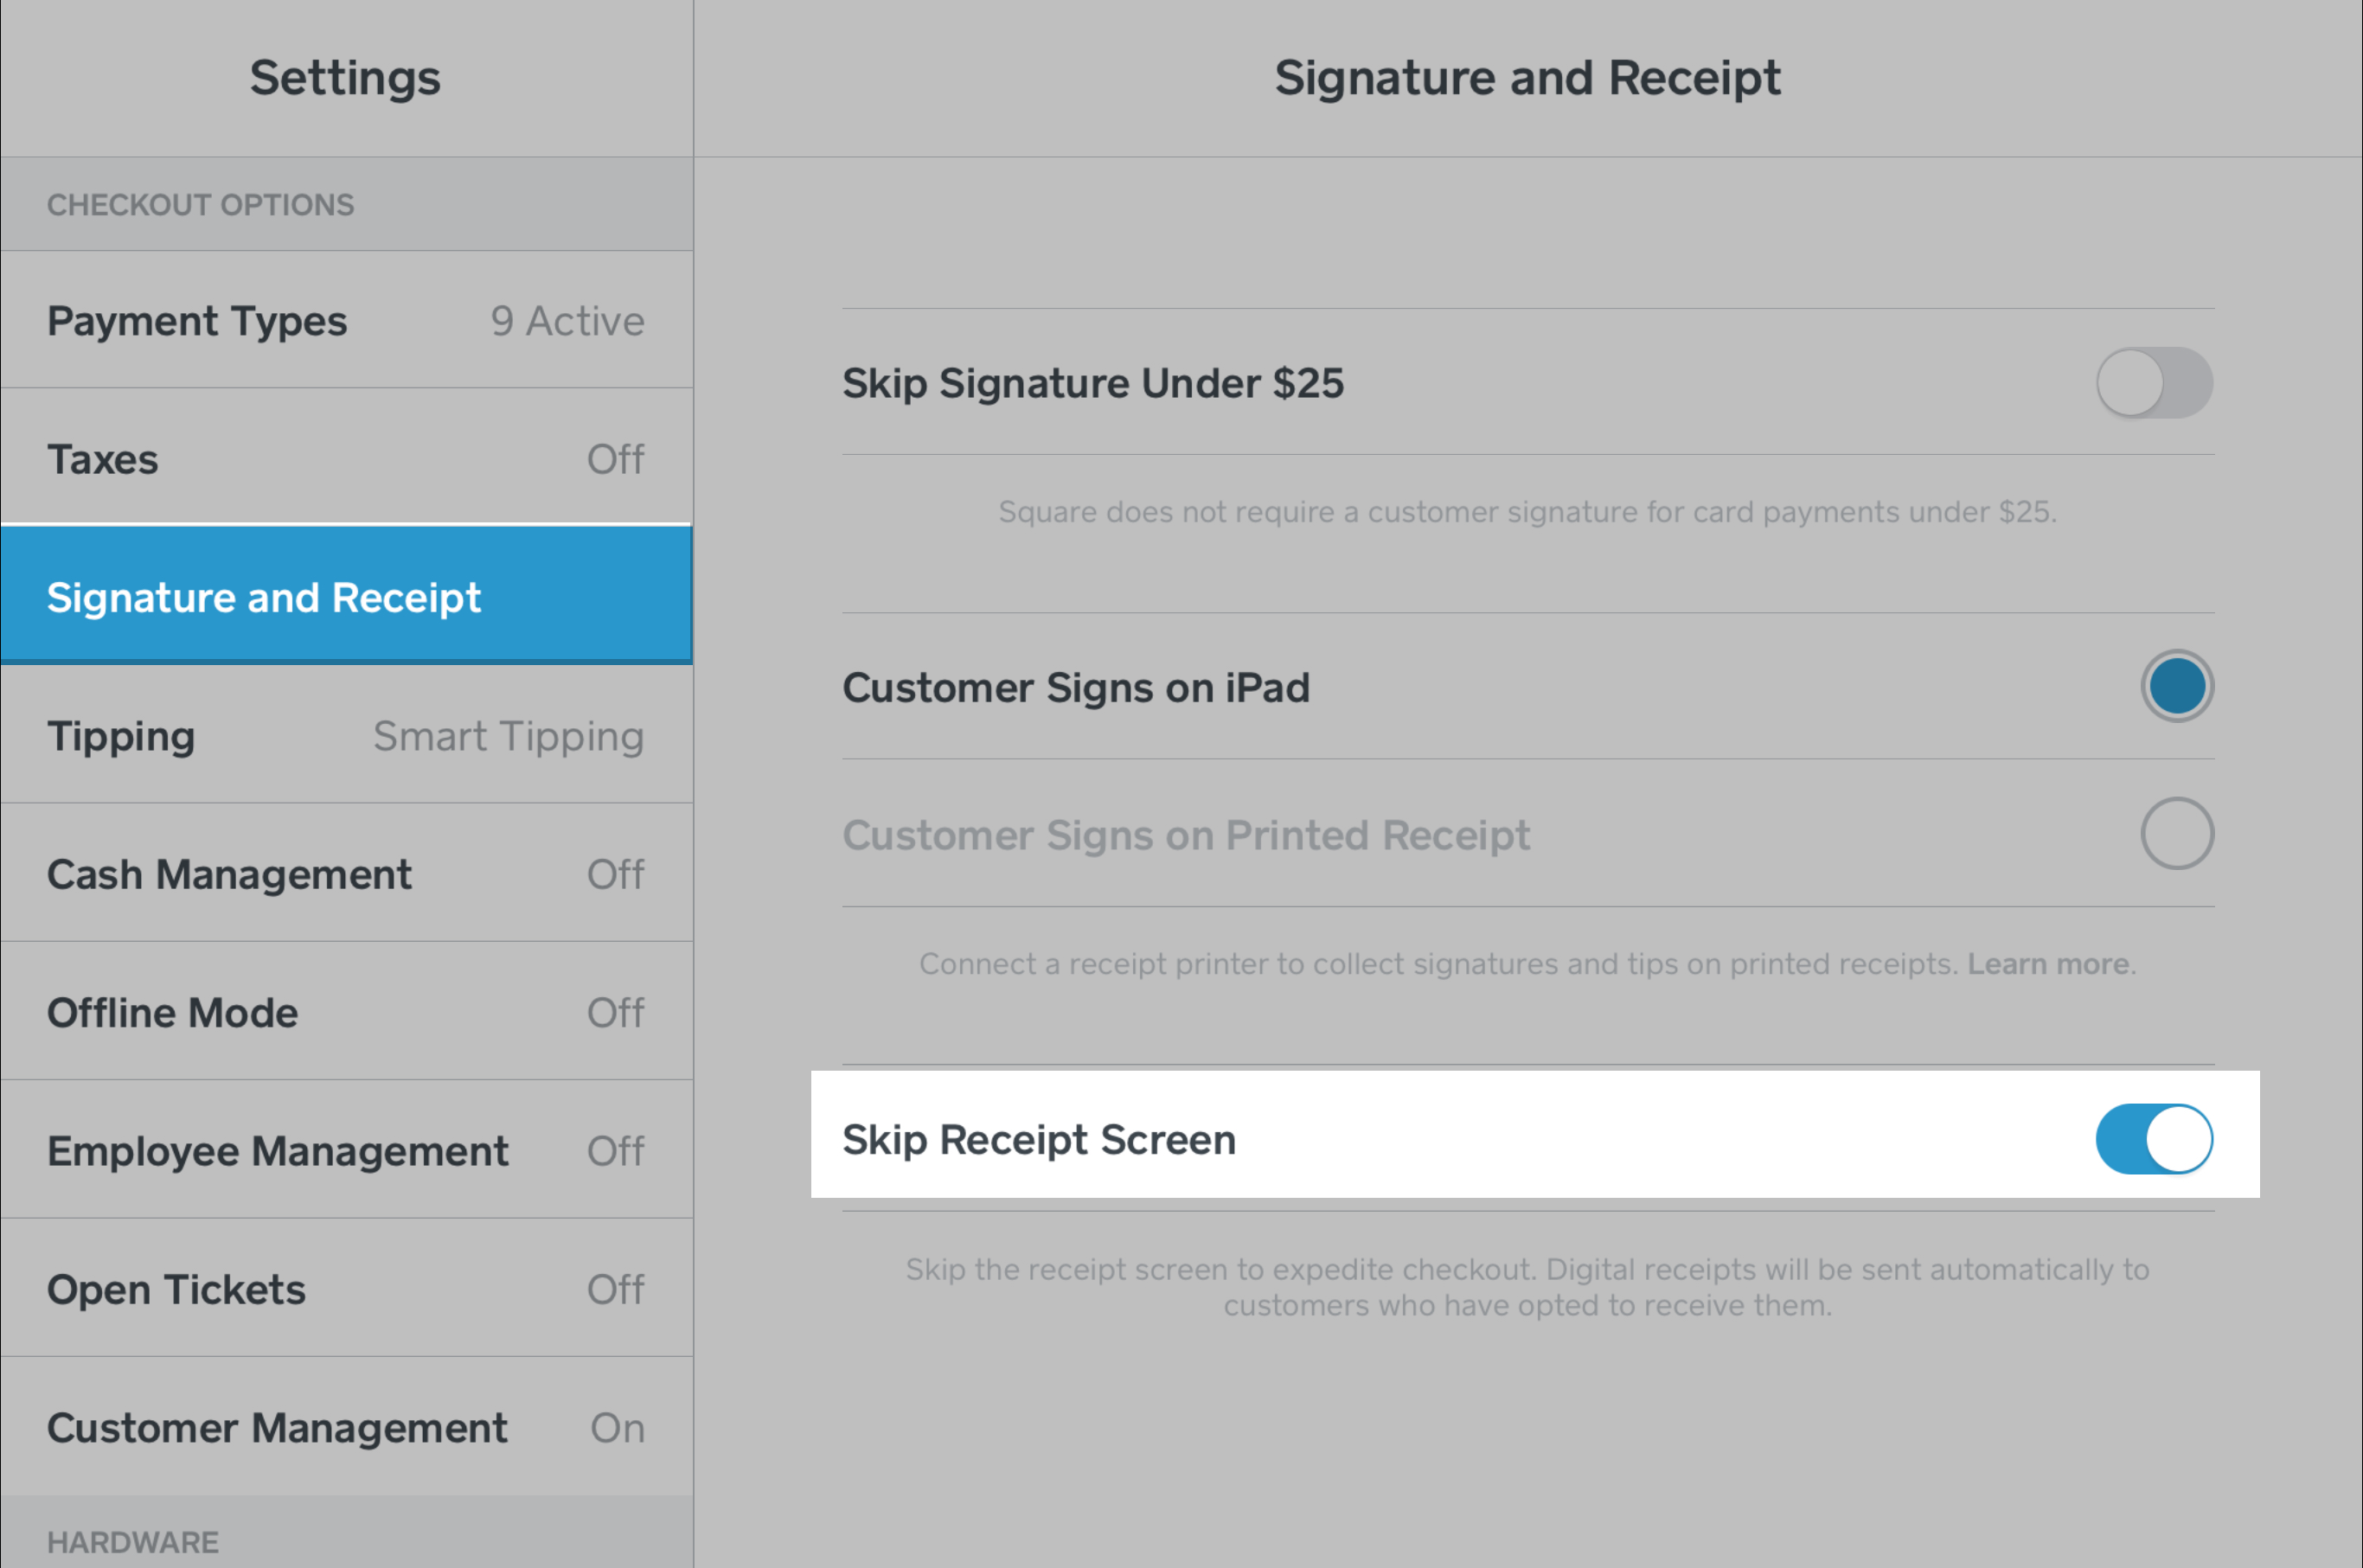 Settings
CHECKOUT OPTIONS
Payment Types 9 Active
Taxes Off
Signature and Receipt
Tipping Smart Tipping
Cash Management Off
Offline Mode Off
Employee Management Off
Open Tickets Off
Customer Management On
HARDWARE
Signature and Receipt
Skip Signature Under $25
Square does not require a customer signature for card payments under $25.
Customer Signs on iPad
Customer Signs on Printed Receipt
Connect a receipt printer to collect signatures and tips on printed receipts. Learn more.
Skip Receipt Screen
Skip the receipt screen to expedite checkout. Digital receipts will be sent automatically to
customers who have opted to receive them.